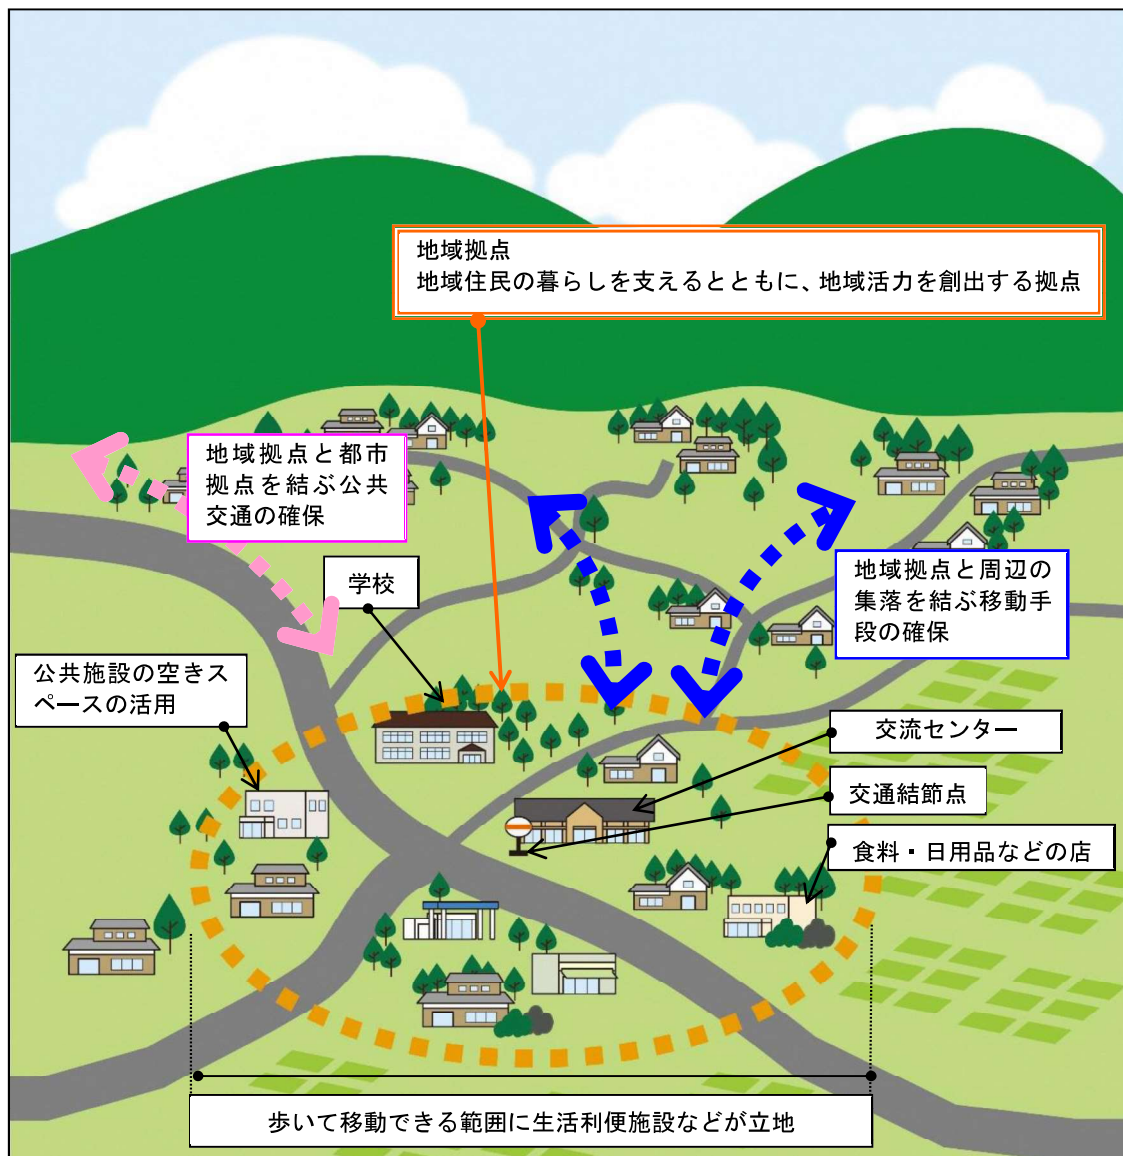 地域拠点
地域住民の暮らしを支えるとともに、地域活力を創出する拠点
地域拠点と都市
拠点を結ぶ公共
交通の確保
学校
地域拠点と周辺の
集落を結ぶ移動手
段の確保
公共施設の空きス
ペースの活用
交流センター
交通結節点
食料・日用品などの店
歩いて移動できる範囲に生活利便施設などが立地